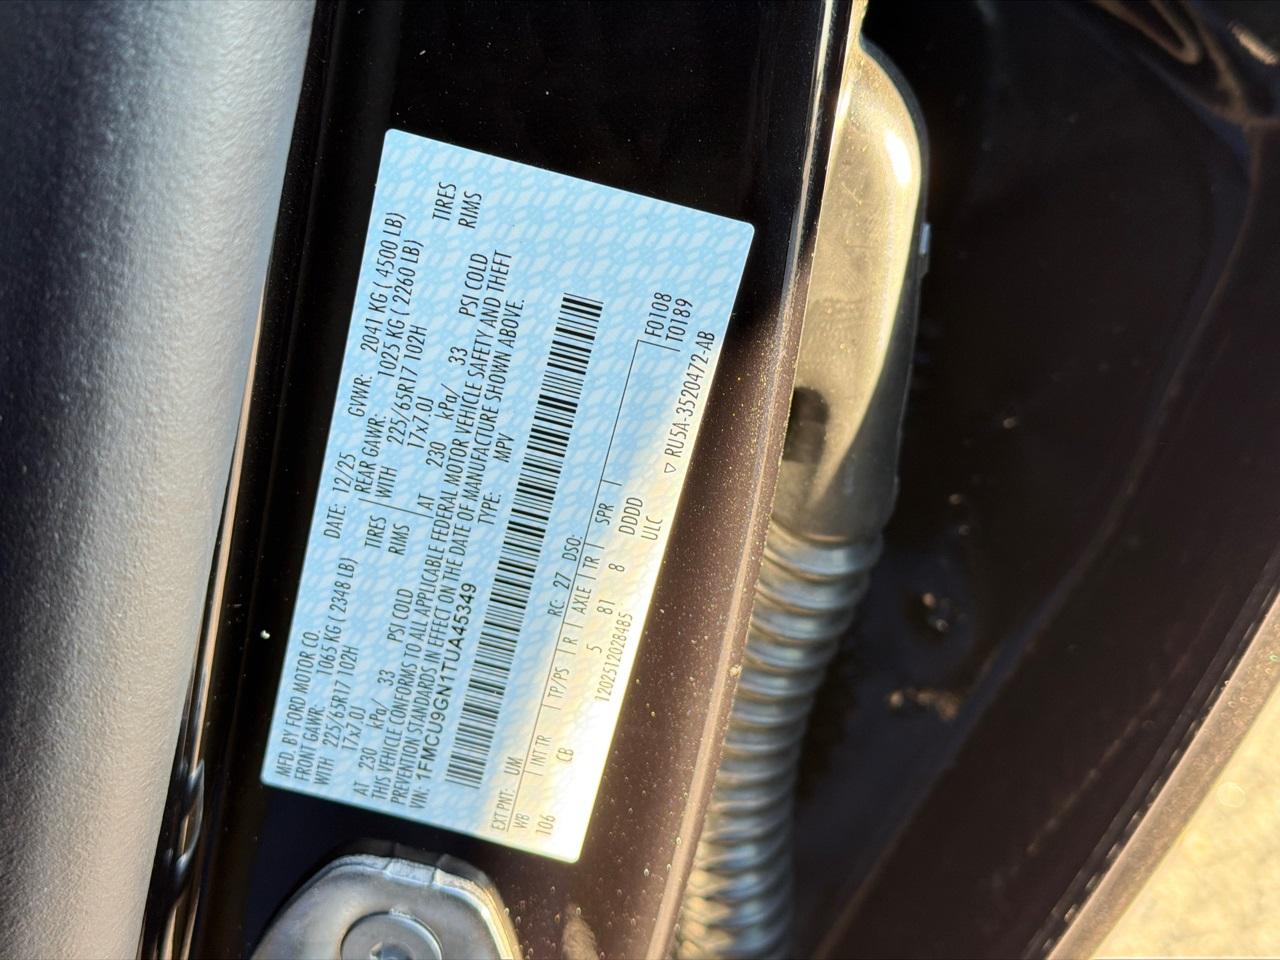 MFD. BY FORD MOTOR CO.
DATE: 12/25 GVWR: 2041 KG ( 4500 LB)
FRONT GAWR: 1065 KG ( 2348 LB)
REAR GAWR: 1025 KG ( 2260 LB)
WITH 225/65R17 102H TIRES
WITH 225/65R17 102H TIRES
17x7.0J RIMS
17x7.0J RIMS
AT 230 kPa/ 33 PSI COLD
AT 230 kPa/ 33 PSI COLD
THIS VEHICLE CONFORMS TO ALL APPLICABLE FEDERAL MOTOR VEHICLE SAFETY AND THEFT
PREVENTION STANDARDS IN EFFECT ON THE DATE OF MANUFACTURE SHOWN ABOVE.
VIN: 1FMCU9GN1TUA45349
TYPE: MPV
EXT PNT: UM RC: 27 DSO: F0108
WB INT TR TP/PS R AXLE TR SPR T0189
106 CB 5 81 8 DDDD
ULC ▽ RU5A-3520472-AB
1202512028485